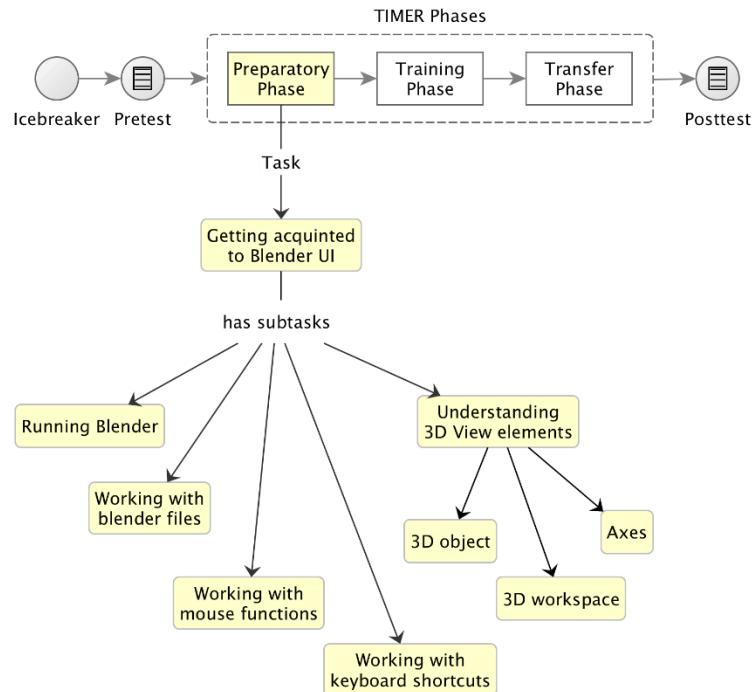 TIMER Phases
Preparatory
Phase
Training
Phase
Transfer
Phase
Icebreaker
Pretest
Posttest
Task
Getting acquinted
to Blender UI
has subtasks
Running Blender
Understanding
3D View elements
Working with
blender files
3D object
Axes
Working with
mouse functions
3D workspace
Working with
keyboard shortcuts